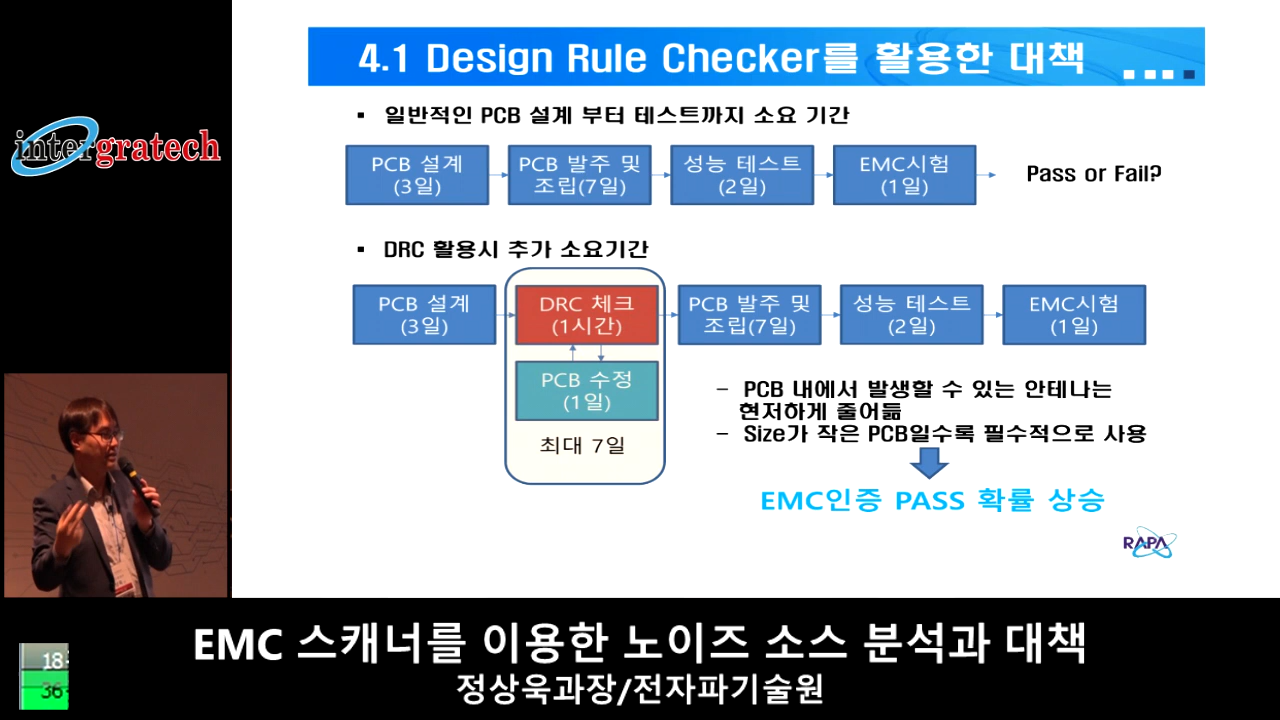 4.1 Design Rule Checker를 활용한 대책
▪ 일반적인 PCB 설계 부터 테스트까지 소요 기간
PCB 설계
(3일)
PCB 발주 및
조립(7일)
성능 테스트
(2일)
EMC시험
(1일)
Pass or Fail?
▪ DRC 활용시 추가 소요기간
PCB 설계
(3일)
DRC 체크
(1시간)
PCB 수정
(1일)
최대 7일
PCB 발주 및
조립(7일)
성능 테스트
(2일)
EMC시험
(1일)
– PCB 내에서 발생할 수 있는 안테나는
현저하게 줄어듦
– Size가 작은 PCB일수록 필수적으로 사용
EMC인증 PASS 확률 상승
RAPA
intergratech
EMC 스캐너를 이용한 노이즈 소스 분석과 대책
정상욱과장/전자파기술원
18
36